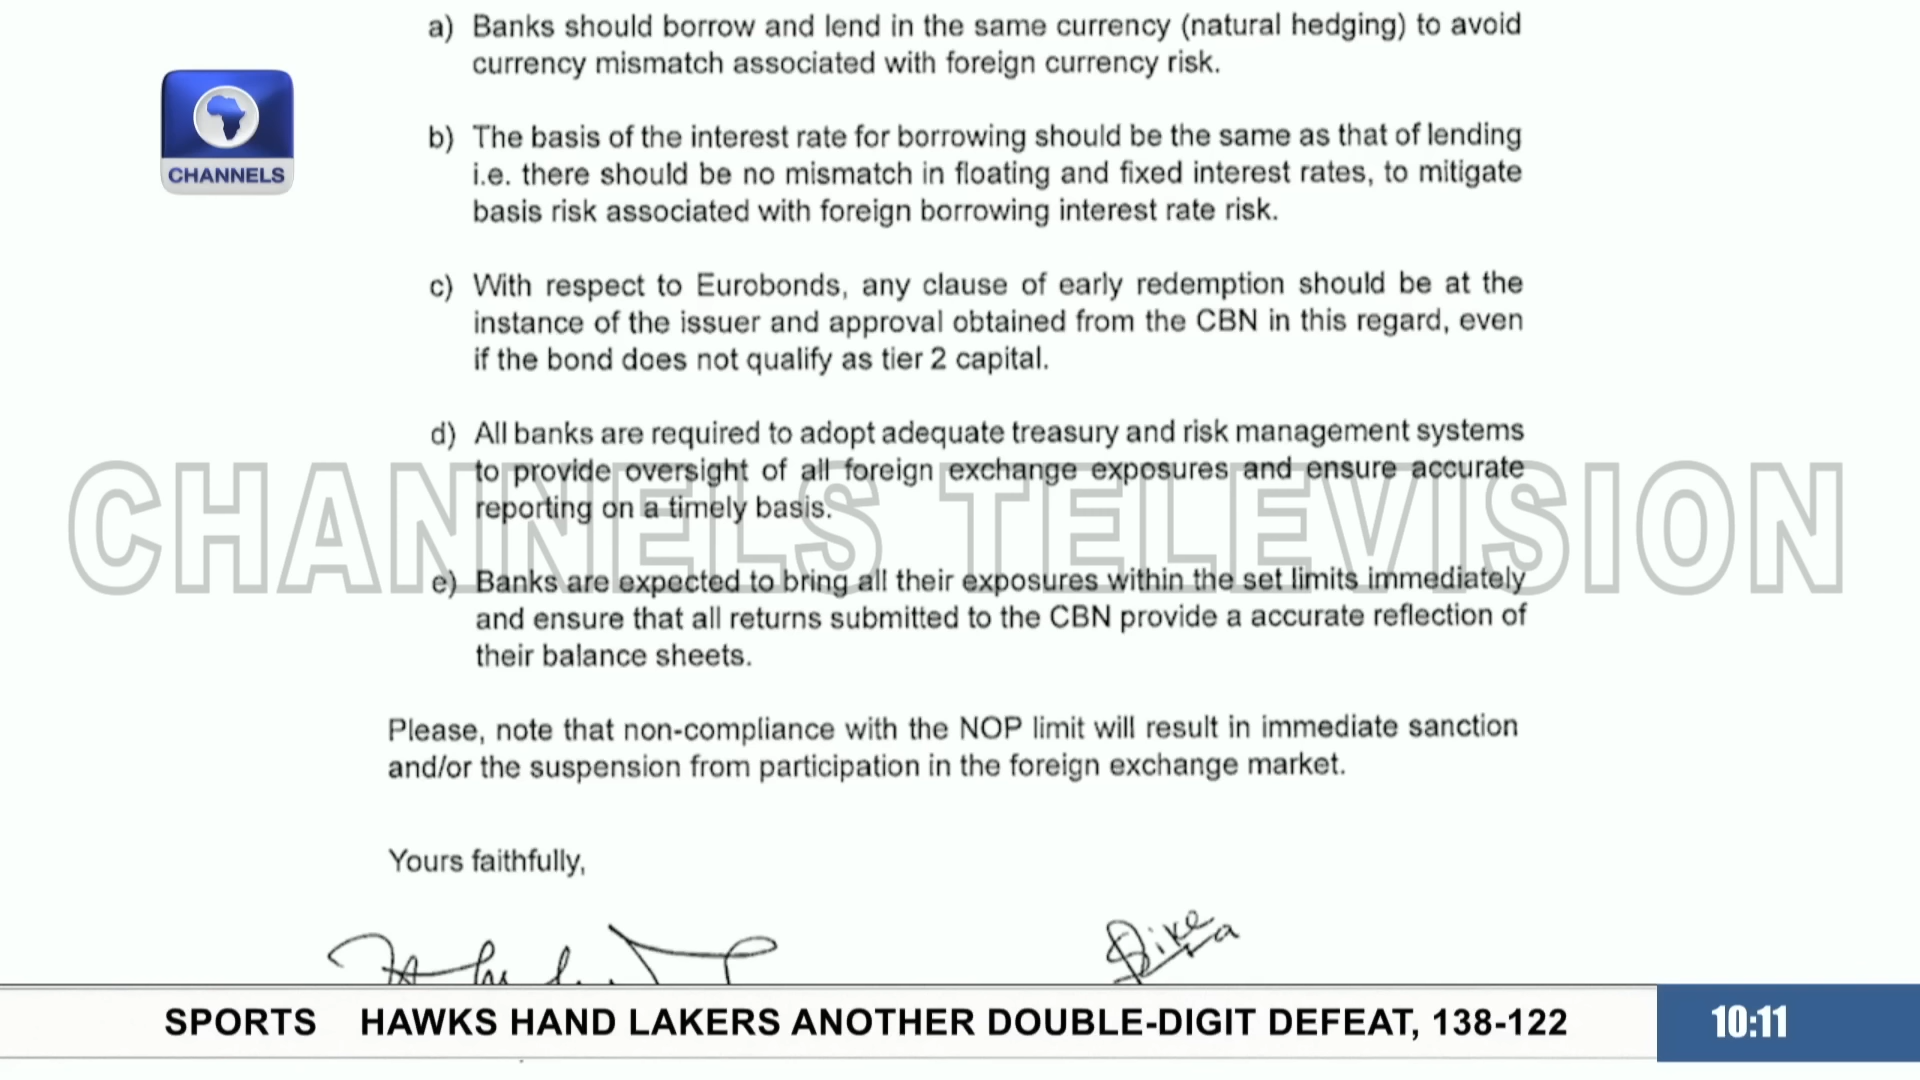 a) Banks should borrow and lend in the same currency (natural hedging) to avoid
currency mismatch associated with foreign currency risk.
CHANNELS
b) The basis of the interest rate for borrowing should be the same as that of lending
i.e. there should be no mismatch in floating and fixed interest rates, to mitigate
basis risk associated with foreign borrowing interest rate risk.
c) With respect to Eurobonds, any clause of early redemption should be at the
instance of the issuer and approval obtained from the CBN in this regard, even
if the bond does not qualify as tier 2 capital.
d) All banks are required to adopt adequate treasury and risk management systems
to provide oversight of all foreign exchange exposures and ensure accurate
reporting on a timely basis.
CHANNELS TELEVISION
e) Banks are expected to bring all their exposures within the set limits immediately
and ensure that all returns submitted to the CBN provide a accurate reflection of
their balance sheets.
Please, note that non-compliance with the NOP limit will result in immediate sanction
and/or the suspension from participation in the foreign exchange market.
Yours faithfully,
SPORTS HAWKS HAND LAKERS ANOTHER DOUBLE-DIGIT DEFEAT, 138-122
10:11